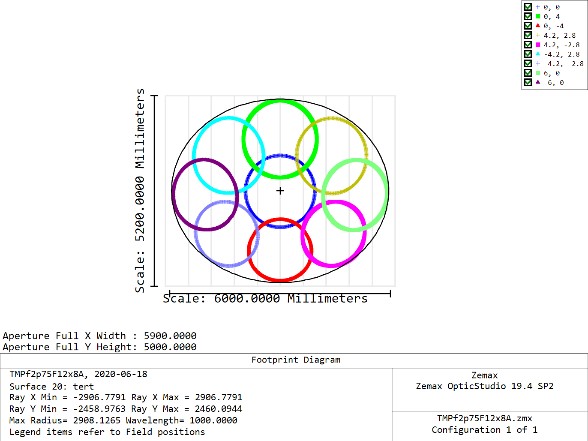 0, 0
0, 4
0, -4
4.2, 2.8
4.2, -2.8
-4.2, 2.8
4.2, 2.8
6, 0
6, 0
Scale: 5200.0000 Millimeters
Scale: 6000.0000 Millimeters
Aperture Full X Width : 5900.0000
Aperture Full Y Height: 5000.0000
Footprint Diagram
TMPf2p75F12x8A, 2020-06-18
Surface 20: tert
Ray X Min = -2906.7791 Ray X Max = 2906.7791
Ray Y Min = -2458.9763 Ray Y Max = 2460.0944
Max Radius= 2908.1265 Wavelength= 1000.0000
Legend items refer to Field positions
Zemax
Zemax OpticStudio 19.4 SP2
TMPf2p75F12x8A.zmx
Configuration 1 of 1